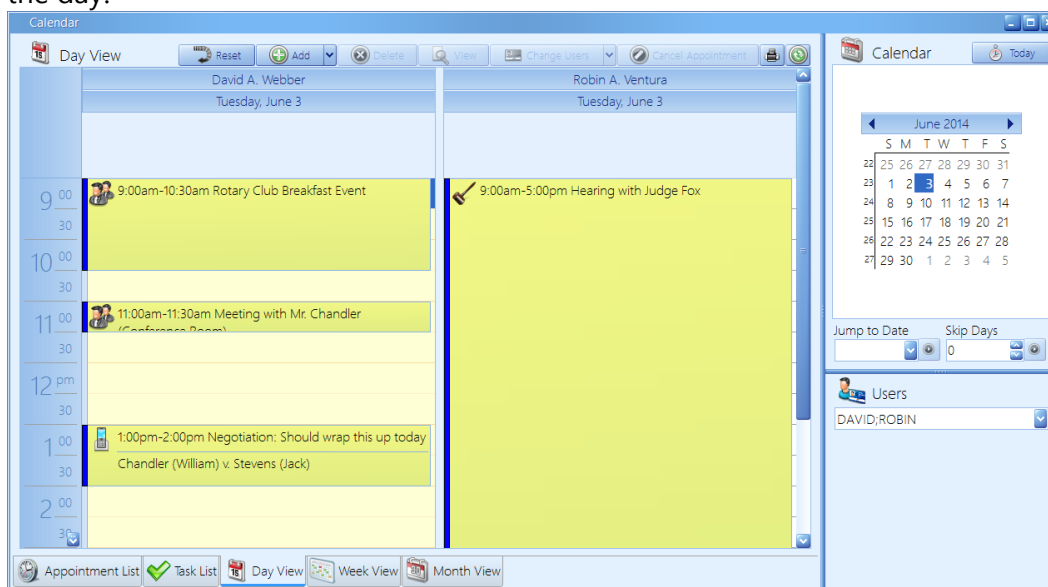 the day.
Calendar
Day View Reset Add Delete View Change Users Cancel Appointment
David A. Webber Robin A. Ventura
Tuesday, June 3 Tuesday, June 3
9 00
30
10 00
30
11 00
30
12 pm
30
1 00
30
2 00
30
9:00am-10:30am Rotary Club Breakfast Event
11:00am-11:30am Meeting with Mr. Chandler
(Conference Room)
1:00pm-2:00pm Negotiation: Should wrap this up today
Chandler (William) v. Stevens (Jack)
9:00am-5:00pm Hearing with Judge Fox
Calendar Today
June 2014
S M T W T F S
22 25 26 27 28 29 30 31
23 1 2 3 4 5 6 7
24 8 9 10 11 12 13 14
25 15 16 17 18 19 20 21
26 22 23 24 25 26 27 28
27 29 30 1 2 3 4 5
Jump to Date Skip Days
0
Users
DAVID;ROBIN
Appointment List Task List Day View Week View Month View